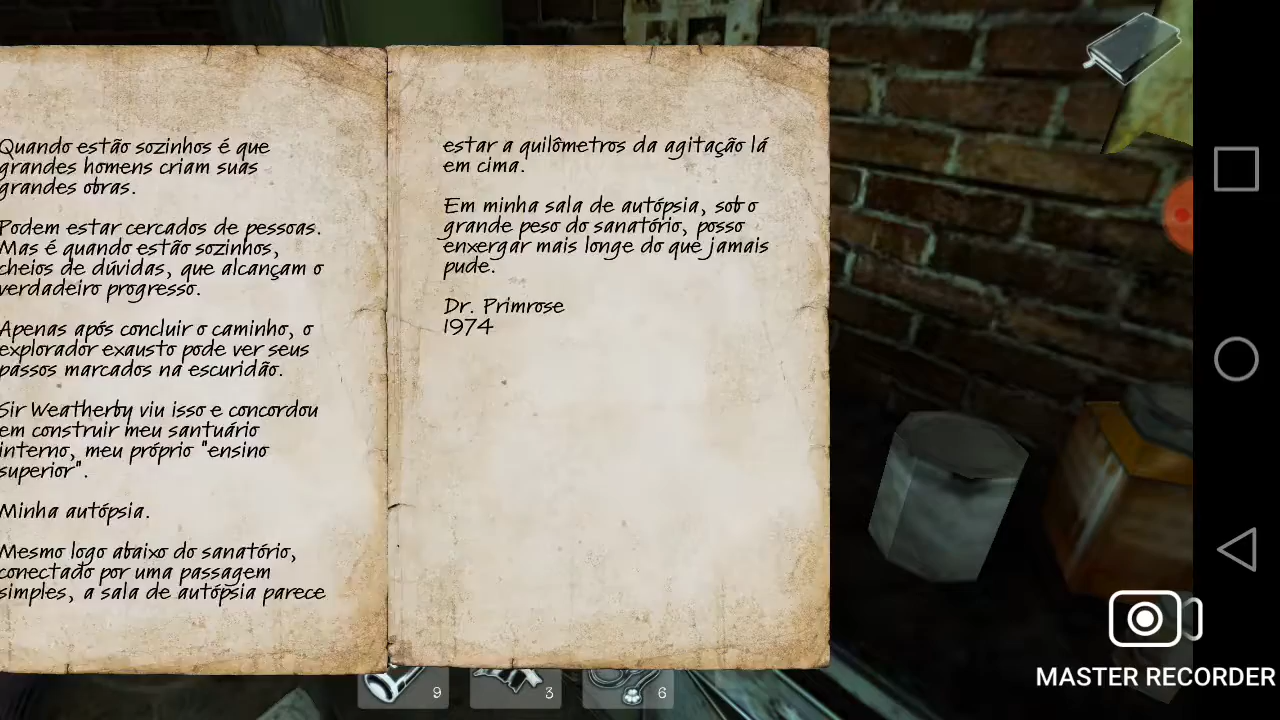 Quando estão sozinhos é que
grandes homens criam suas
grandes obras.
Podem estar cercados de pessoas.
Mas é quando estão sozinhos,
cheios de dúvidas, que alcançam o
verdadeiro progresso.
Apenas após concluir o caminho, o
explorador exausto pode ver seus
passos marcados na escuridão.
Sir Weatherby viu isso e concordou
em construir meu santuário
interno, meu próprio "ensino
superior".
Minha autópsia.
Mesmo logo abaixo do sanatório,
conectado por uma passagem
simples, a sala de autópsia parece
estar a quilômetros da agitação lá
em cima.
Em minha sala de autópsia, sob o
grande peso do sanatório, posso
enxergar mais longe do que jamais
pude.
Dr. Primrose
1974
9
3
6
MASTER RECORDER